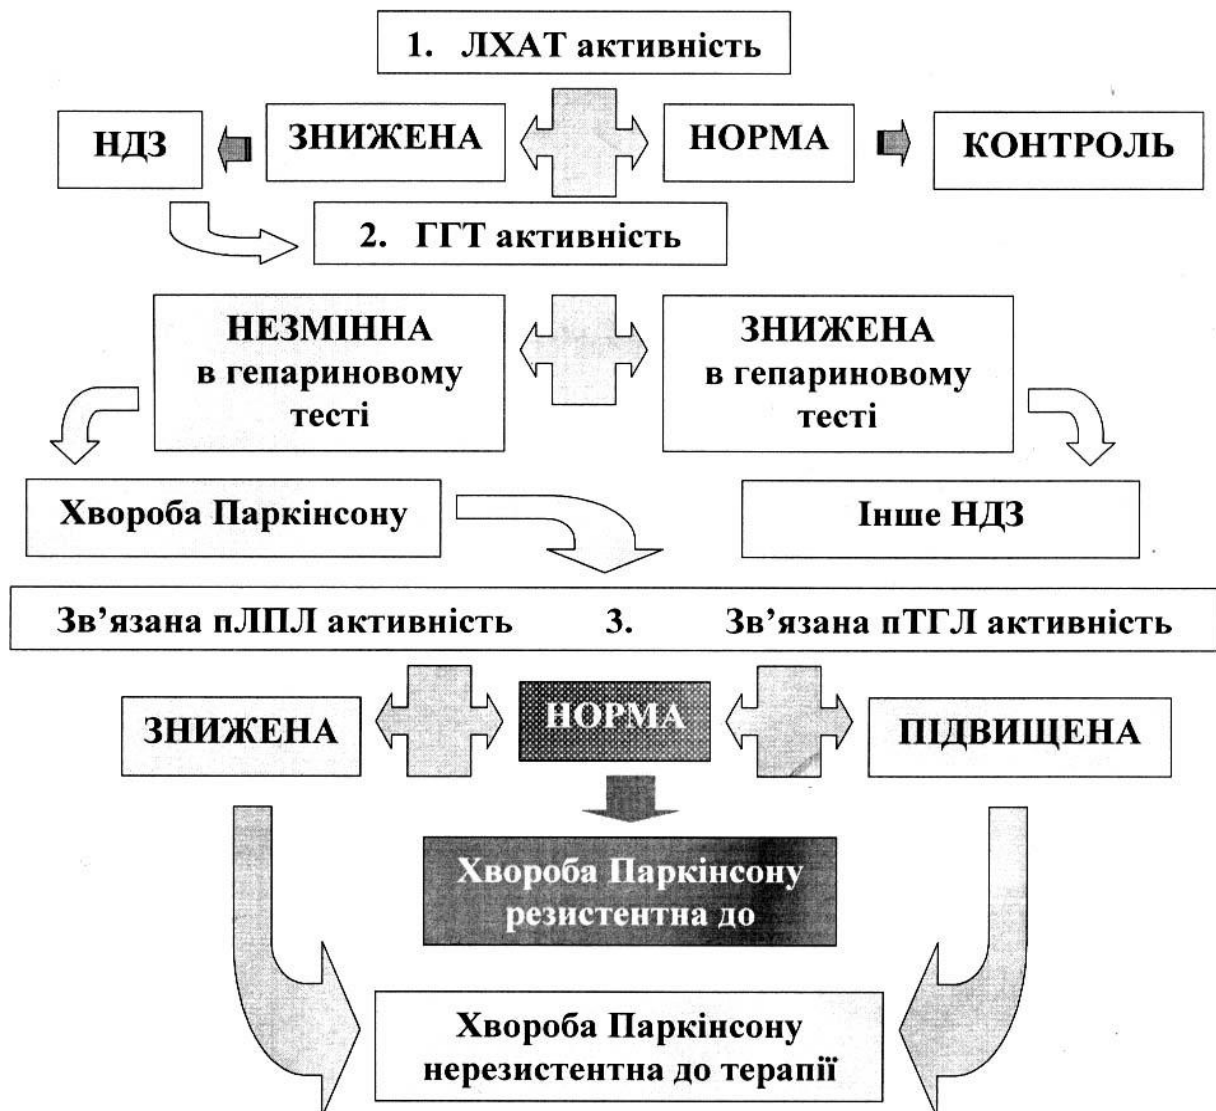 1. ЛХАТ активність
НДЗ
ЗНИЖЕНА
НОРМА
КОНТРОЛЬ
2. ГГТ активність
НЕЗМІННА
в гепариновому
тесті
ЗНИЖЕНА
в гепариновому
тесті
Хвороба Паркінсону
Інше НДЗ
Зв’язана пЛПЛ активність 3. Зв’язана пТГЛ активність
ЗНИЖЕНА
НОРМА
ПІДВИЩЕНА
Хвороба Паркінсону
резистентна до
Хвороба Паркінсону
нерезистентна до терапії